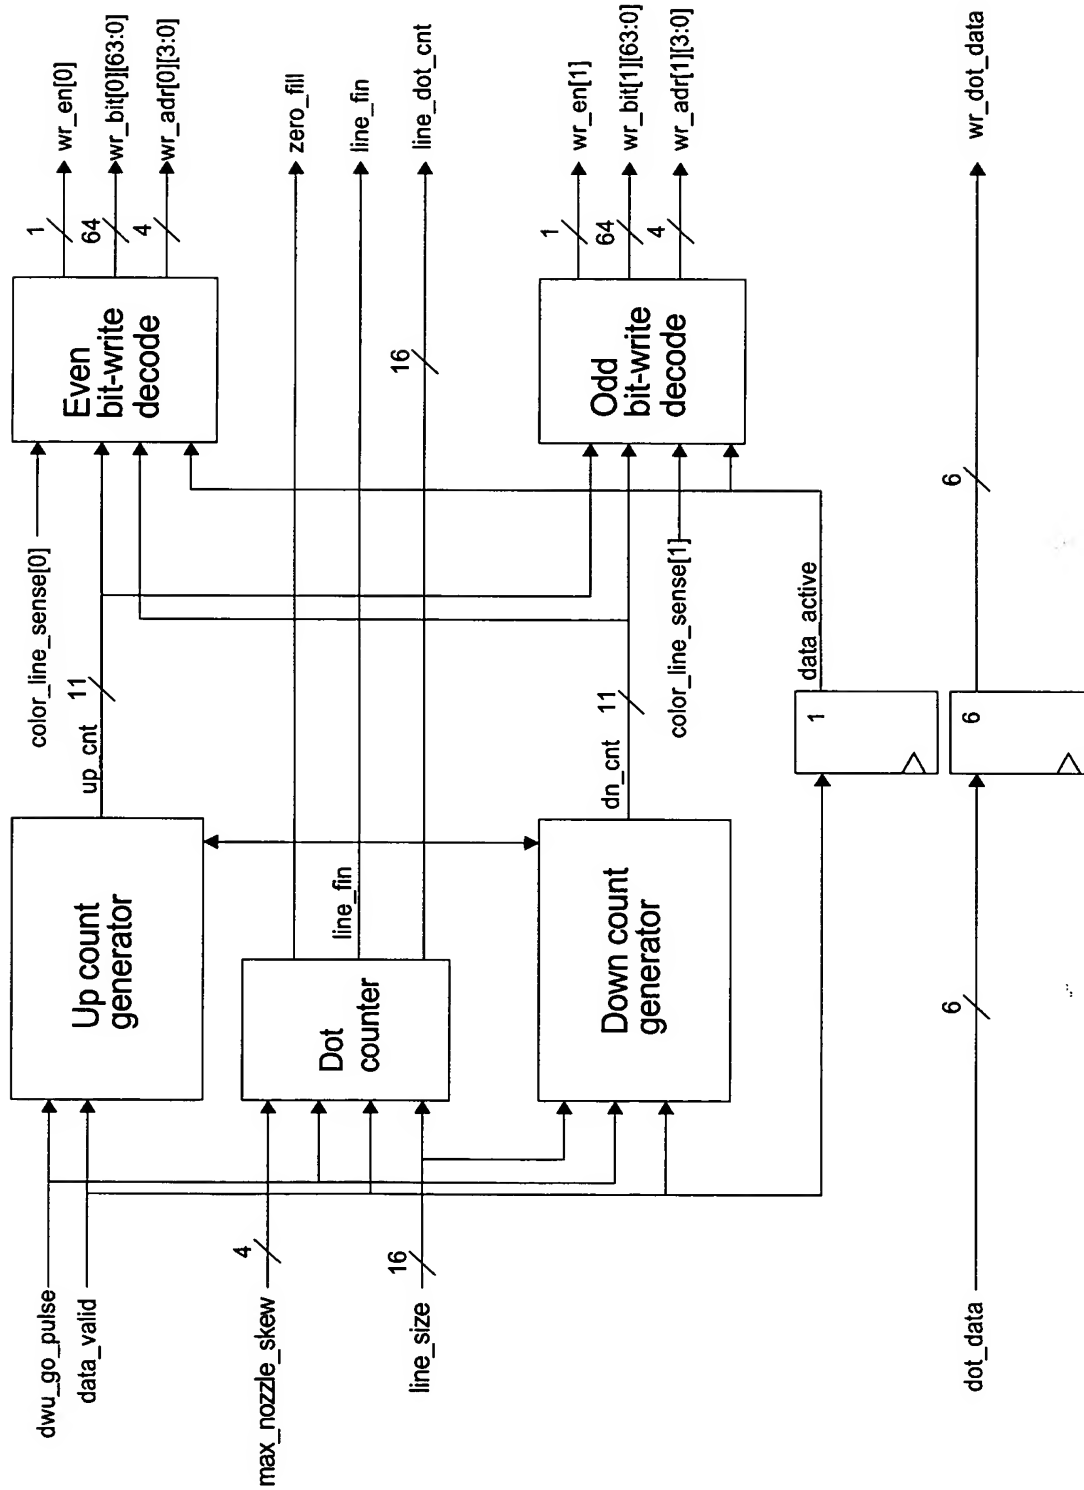 dwu_go_pulse
data_valid
max_nozzle_skew
4
line_size
16
dot_data
6
Up count
generator
Dot
counter
Down count
generator
up_cnt
11
color_line_sense[0]
line_fin
dn_cnt
11
color_line_sense[1]
data_active
1
6
Even
bit-write
decode
Odd
bit-write
decode
16
6
1
64
4
1
64
4
wr_en[0]
wr_bit[0][63:0]
wr_adr[0][3:0]
zero_fill
line_fin
line_dot_cnt
wr_en[1]
wr_bit[1][63:0]
wr_adr[1][3:0]
wr_dot_data